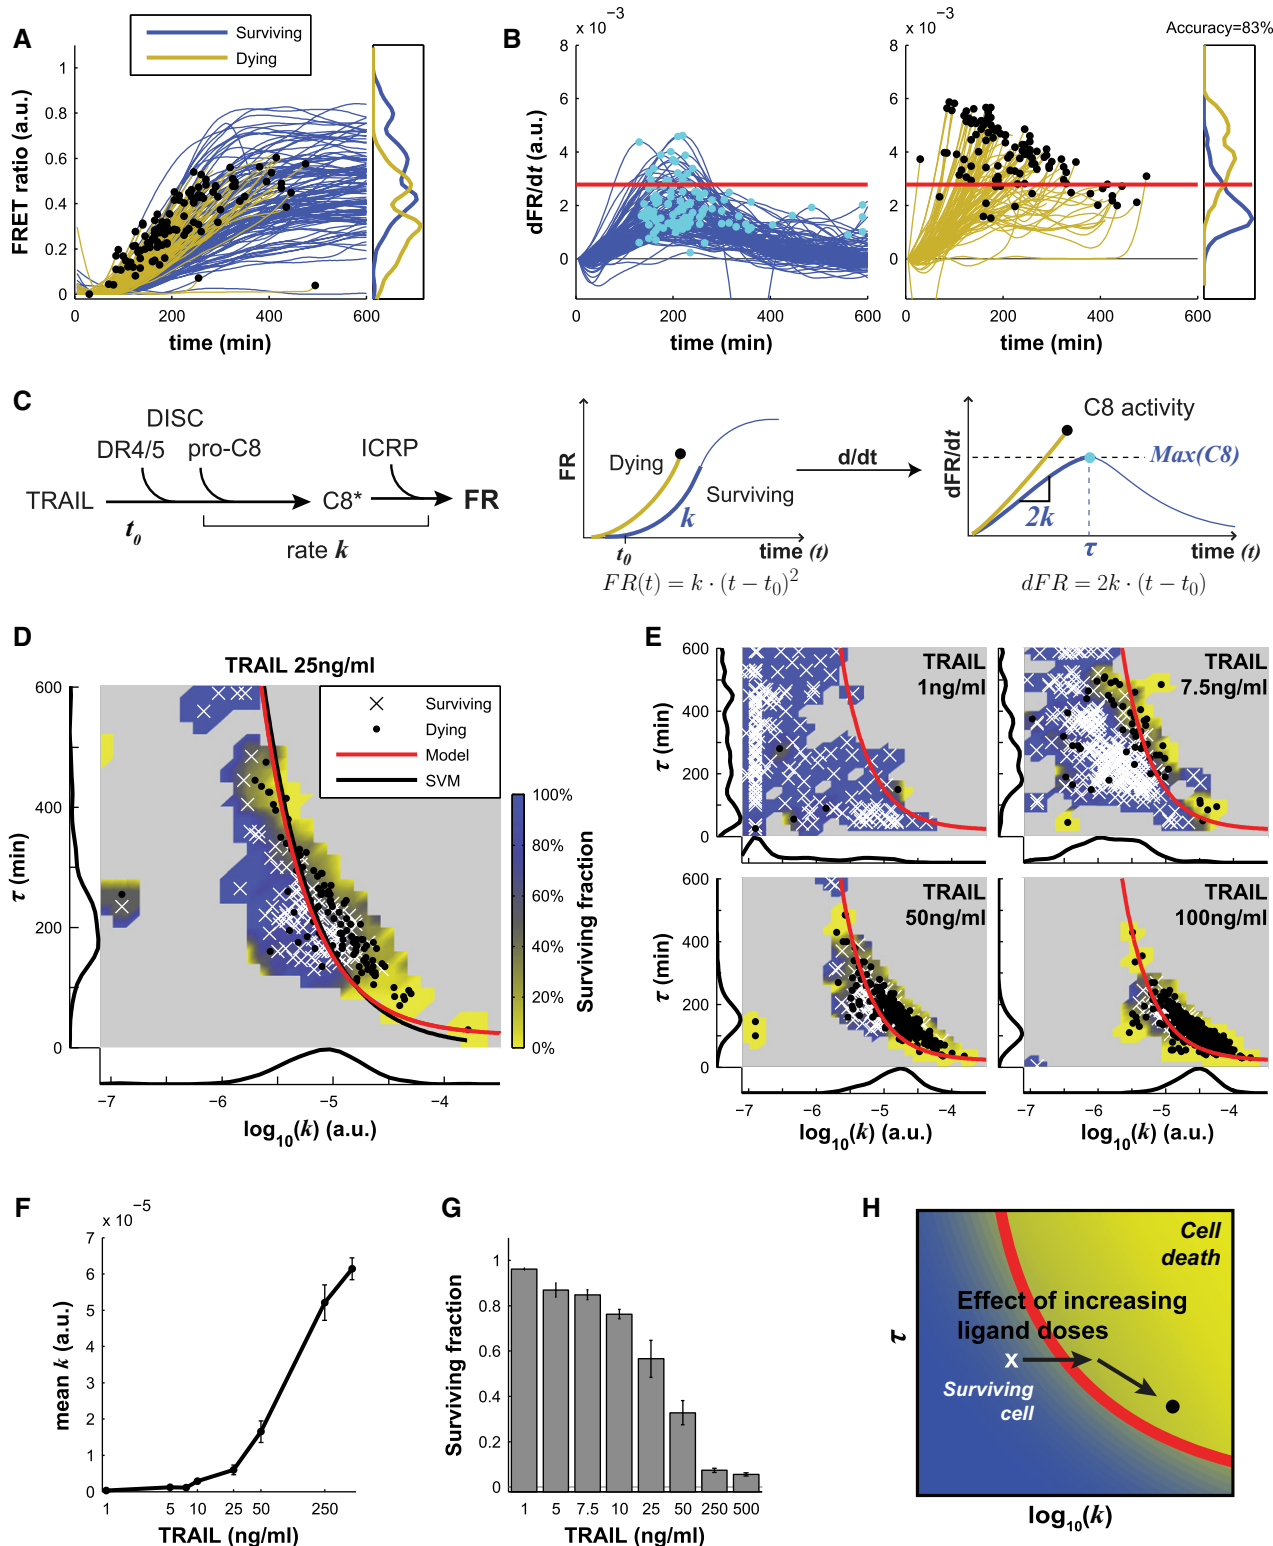 A
Surviving
Dying
FRET ratio (a.u.)
1
0.8
0.6
0.4
0.2
0
0
200
400
600
time (min)
B
x 10
−3
dFR/dt (a.u.)
8
6
4
2
0
0
200
400
600
time (min)
x 10
−3
Accuracy=83%
8
6
4
2
0
0
200
400
600
time (min)
C
DISC
DR4/5
pro-C8
ICRP
TRAIL
C8*
FR
t0
rate k
FR
Dying
Surviving
k
t0
time (t)
FR(t) = k · (t − t0)2
d/dt
dFR/dt
C8 activity
Max(C8)
2k
τ
time (t)
dFR = 2k · (t − t0)
D
TRAIL 25ng/ml
Surviving
Dying
Model
SVM
τ (min)
600
400
200
0
−7
−6
−5
−4
log10(k) (a.u.)
100%
80%
60%
40%
20%
0%
Surviving fraction
E
TRAIL
1ng/ml
τ (min)
600
400
200
0
TRAIL
7.5ng/ml
TRAIL
50ng/ml
τ (min)
600
400
200
0
−7
−6
−5
−4
log10(k) (a.u.)
TRAIL
100ng/ml
−7
−6
−5
−4
log10(k) (a.u.)
F
x 10
−5
mean k (a.u.)
7
6
5
4
3
2
1
0
1
5
10
25
50
250
TRAIL (ng/ml)
G
Surviving fraction
1
0.8
0.6
0.4
0.2
0
1
5
7.5
10
25
50
250
500
TRAIL (ng/ml)
H
Cell
death
Effect of increasing
ligand doses
x
Surviving
cell
τ
log10(k)